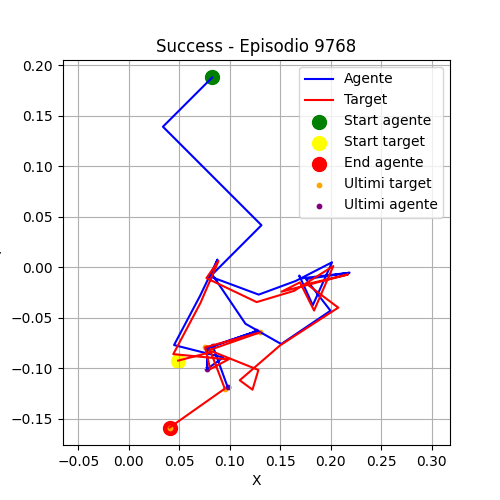 Success - Episodio 9768
Agente
Target
Start agente
Start target
End agente
Ultimi target
Ultimi agente
0.20
0.15
0.10
0.05
0.00
−0.05
−0.10
−0.15
−0.05
0.00
0.05
0.10
0.15
0.20
0.25
0.30
X